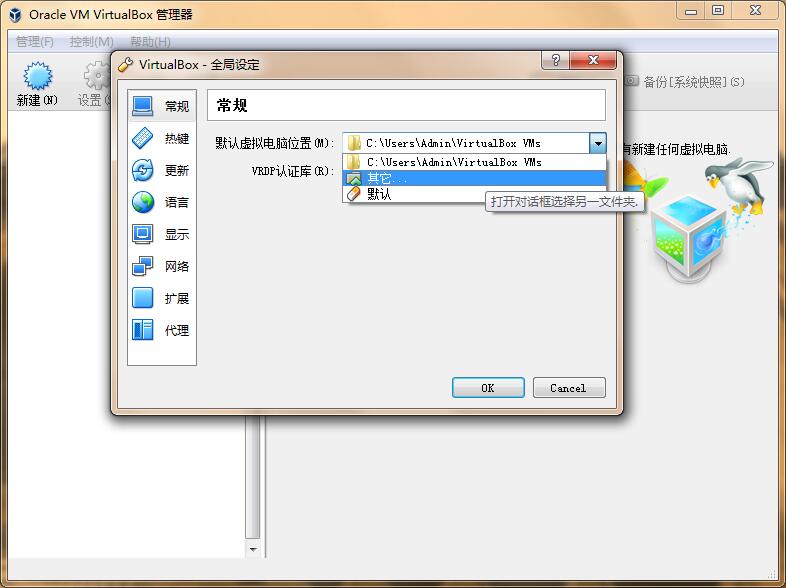 Oracle VM VirtualBox 管理器
管理(F) 控制(M) 帮助(H)
新建(N)
设置(
备份[系统快照](S)
VirtualBox - 全局设定
常规
热键
更新
语言
显示
网络
扩展
代理
常规
默认虚拟电脑位置(M):
C:\Users\Admin\VirtualBox VMs
VRDP认证库(R):
C:\Users\Admin\VirtualBox VMs
其它...
默认
打开对话框选择另一文件夹.
有新建任何虚拟电脑.
OK
Cancel